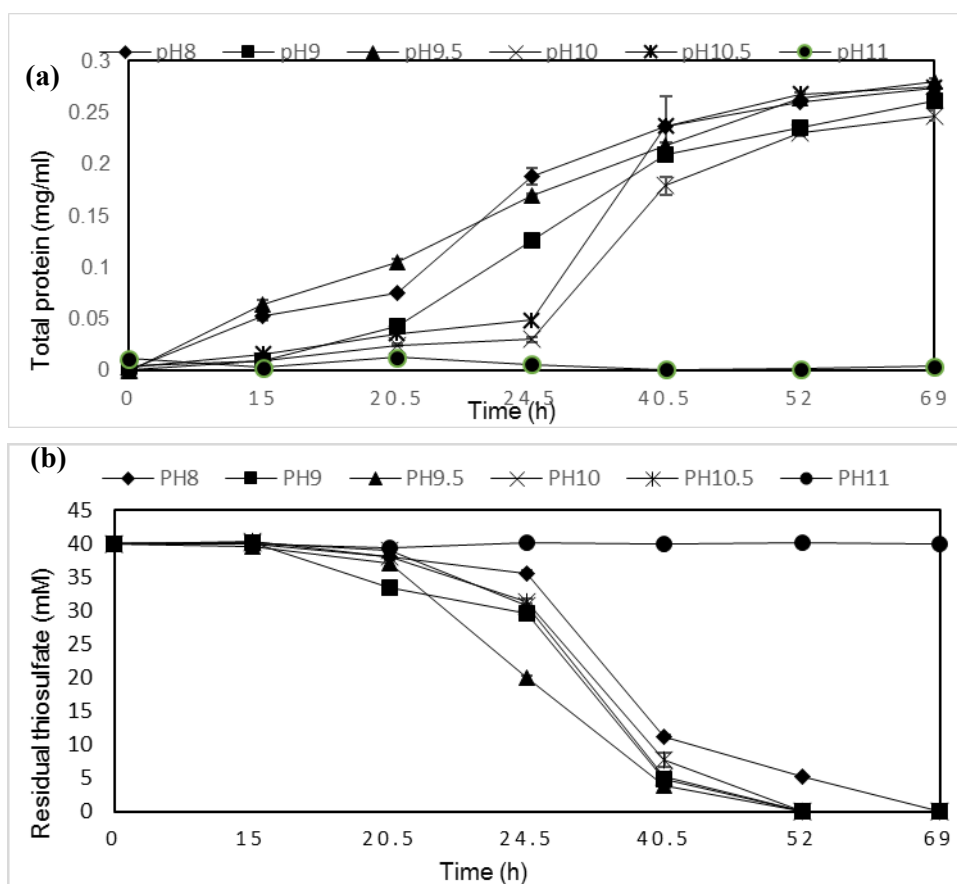 pH8 pH9 pH9.5 pH10 pH10.5 pH11
(a)
0.3
0.25
0.2
0.15
0.1
0.05
0
Total protein (mg/ml)
0 15 20.5 24.5 40.5 52 69
Time (h)
(b)
PH8 PH9 PH9.5 PH10 PH10.5 PH11
45
40
35
30
25
20
15
10
5
0
Residual thiosulfate (mM)
0 15 20.5 24.5 40.5 52 69
Time (h)